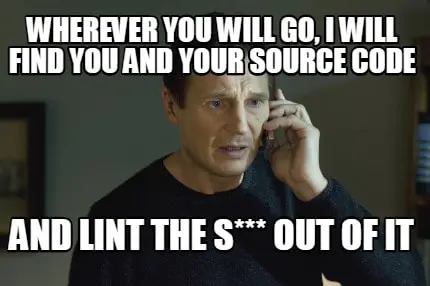 WHEREVER YOU WILL GO, I WILL
FIND YOU AND YOUR SOURCE CODE
AND LINT THE S*** OUT OF IT